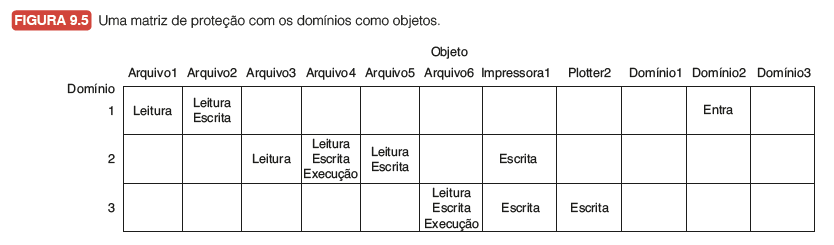 FIGURA 9.5 Uma matriz de proteção com os domínios como objetos.
Objeto
Arquivo1 Arquivo2 Arquivo3 Arquivo4 Arquivo5 Arquivo6 Impressora1 Plotter2 Domínio1 Domínio2 Domínio3
Domínio
1 Leitura Leitura Escrita Entra
2 Leitura Leitura Escrita Execução Leitura Escrita Escrita
3 Leitura Escrita Execução Escrita Escrita